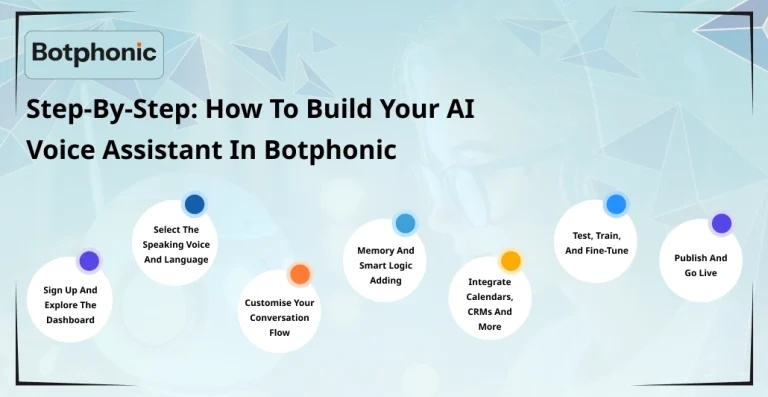 Botphonic
Step-By-Step: How To Build Your AI
Voice Assistant In Botphonic
Sign Up And
Explore The
Dashboard
Select The
Speaking Voice
And Language
Customise Your
Conversation
Flow
Memory And
Smart Logic
Adding
Integrate
Calendars,
CRMs And
More
Test, Train,
And Fine-Tune
Publish And
Go Live